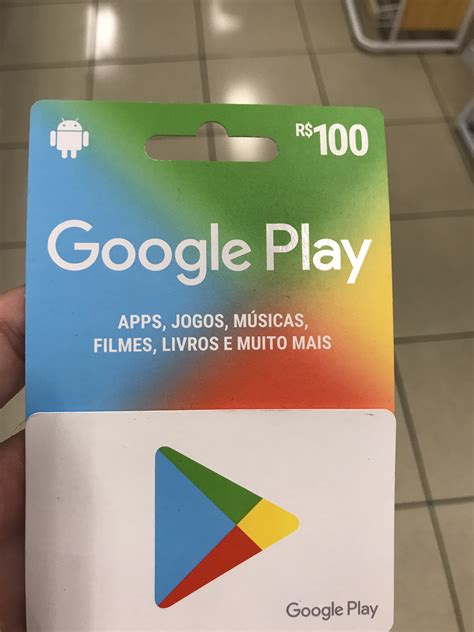 R$100
Google Play
APPS, JOGOS, MÚSICAS,
FILMES, LIVROS E MUITO MAIS
Google Play